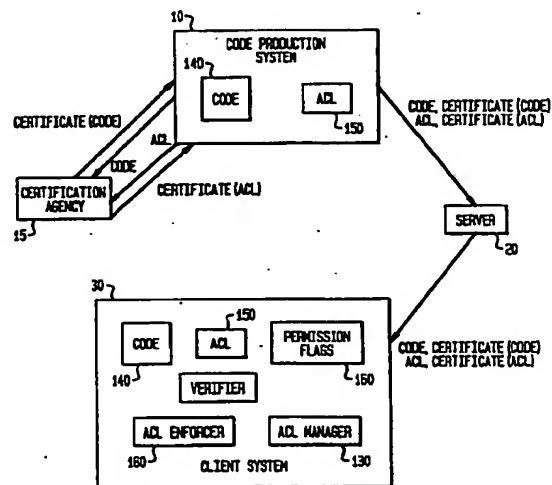 10
CODE PRODUCTION
SYSTEM
140
CODE
ACL
150
CERTIFICATE (CODE)
ACL
CODE
CERTIFICATE (ACL)
CERTIFICATION
AGENCY
15
CODE, CERTIFICATE (CODE)
ACL, CERTIFICATE (ACL)
SERVER
20
30
CODE
140
150
ACL
PERMISSION
FLAGS
160
CODE, CERTIFICATE (CODE)
ACL, CERTIFICATE (ACL)
VERIFIER
ACL ENFORCER
160
ACL MANAGER
130
CLIENT SYSTEM